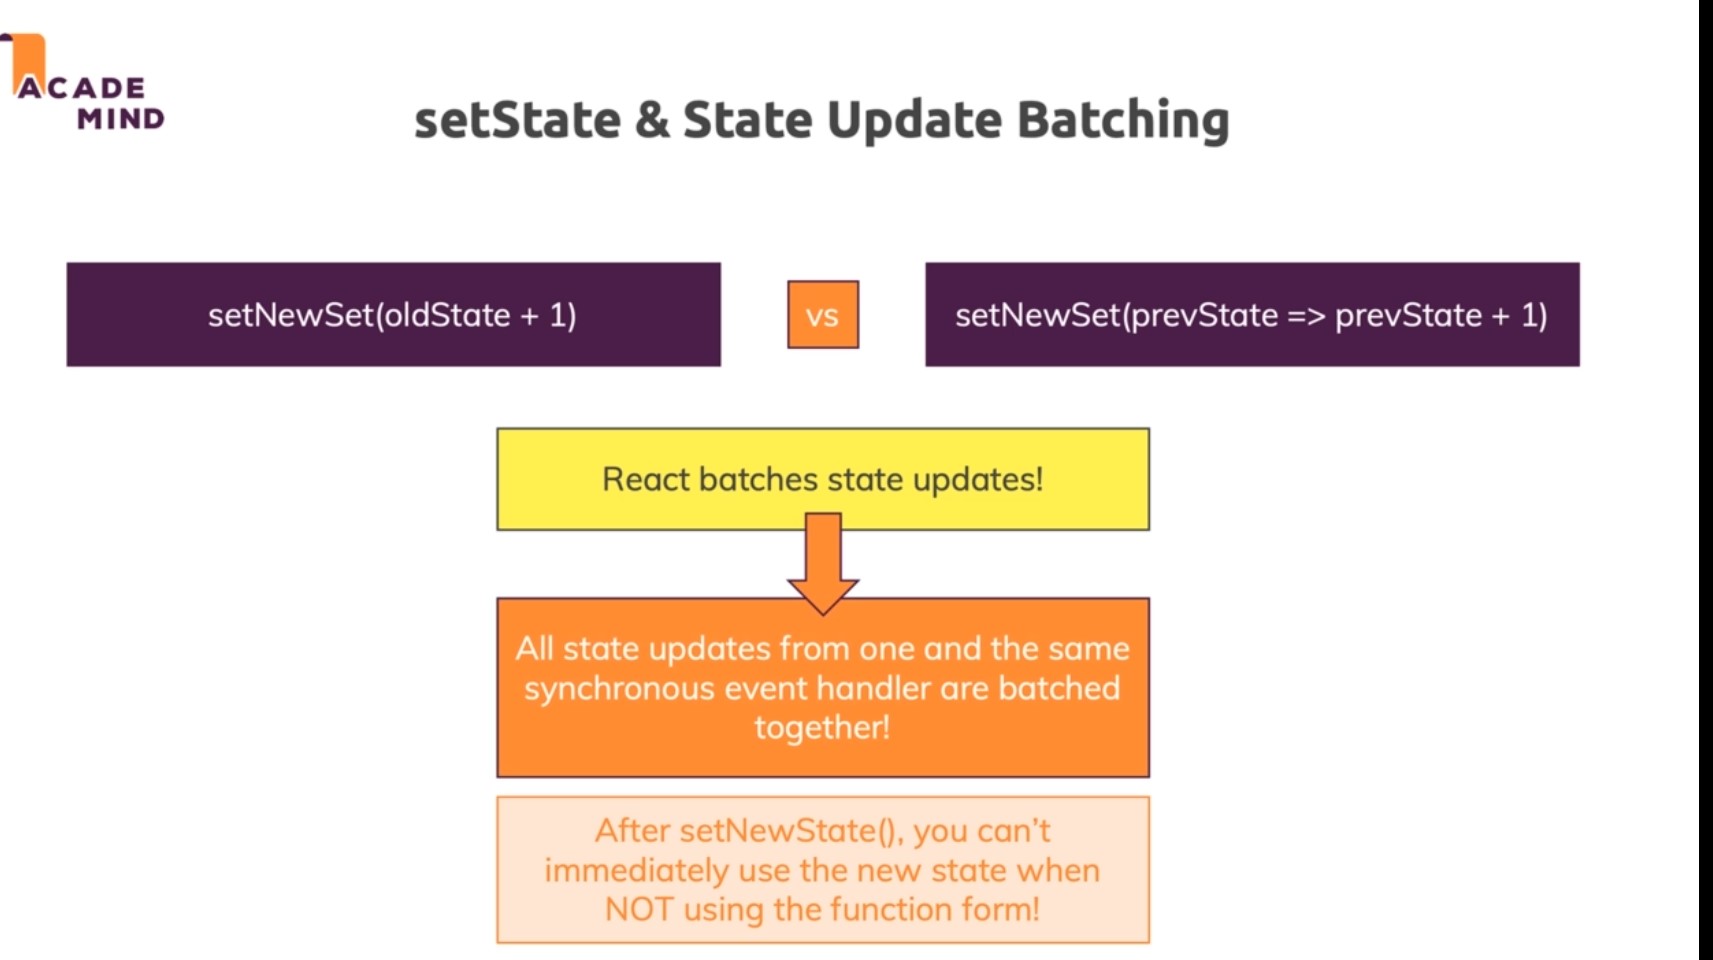 ACADE
MIND
setState & State Update Batching
setNewSet(oldState + 1)
vs
setNewSet(prevState => prevState + 1)
React batches state updates!
All state updates from one and the same
synchronous event handler are batched
together!
After setNewState(), you can't
immediately use the new state when
NOT using the function form!